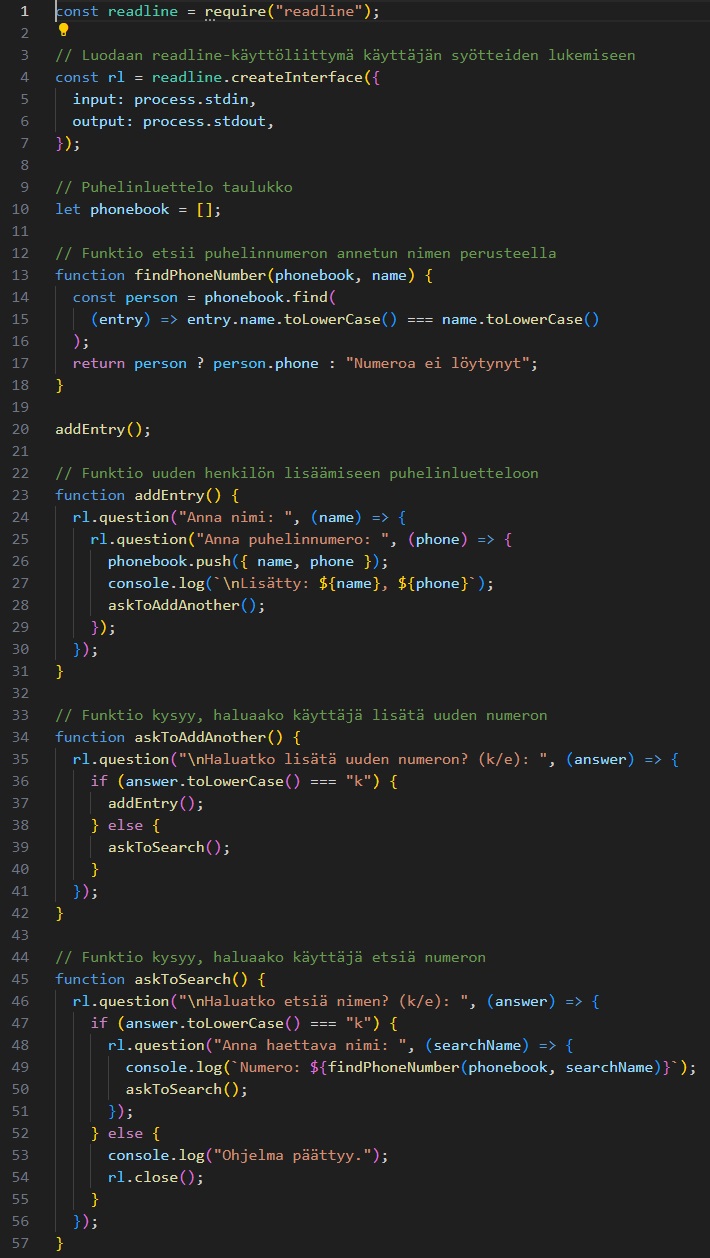 1 const readline = require("readline");
2
3 // Luodaan readline-käyttöliittymä käyttäjän syötteiden lukemiseen
4 const rl = readline.createInterface({
5   input: process.stdin,
6   output: process.stdout,
7 });
8
9 // Puhelinluettelo taulukko
10 let phonebook = [];
11
12 // Funktio etsii puhelinnumeron annetun nimen perusteella
13 function findPhoneNumber(phonebook, name) {
14   const person = phonebook.find(
15     (entry) => entry.name.toLowerCase() === name.toLowerCase()
16   );
17   return person ? person.phone : "Numeroa ei löytynyt";
18 }
19
20 addEntry();
21
22 // Funktio uuden henkilön lisäämiseen puhelinluetteloon
23 function addEntry() {
24   rl.question("Anna nimi: ", (name) => {
25     rl.question("Anna puhelinnumero: ", (phone) => {
26       phonebook.push({ name, phone });
27       console.log(`\nLisätty: ${name}, ${phone}`);
28       askToAddAnother();
29     });
30   });
31 }
32
33 // Funktio kysyy, haluaako käyttäjä lisätä uuden numeron
34 function askToAddAnother() {
35   rl.question("\nHaluatko lisätä uuden numeron? (k/e): ", (answer) => {
36     if (answer.toLowerCase() === "k") {
37       addEntry();
38     } else {
39       askToSearch();
40     }
41   });
42 }
43
44 // Funktio kysyy, haluaako käyttäjä etsiä numeron
45 function askToSearch() {
46   rl.question("\nHaluatko etsiä nimen? (k/e): ", (answer) => {
47     if (answer.toLowerCase() === "k") {
48       rl.question("Anna haettava nimi: ", (searchName) => {
49         console.log(`Numero: ${findPhoneNumber(phonebook, searchName)}`);
50         askToSearch();
51       });
52     } else {
53       console.log("Ohjelma päättyy.");
54       rl.close();
55     }
56   });
57 }